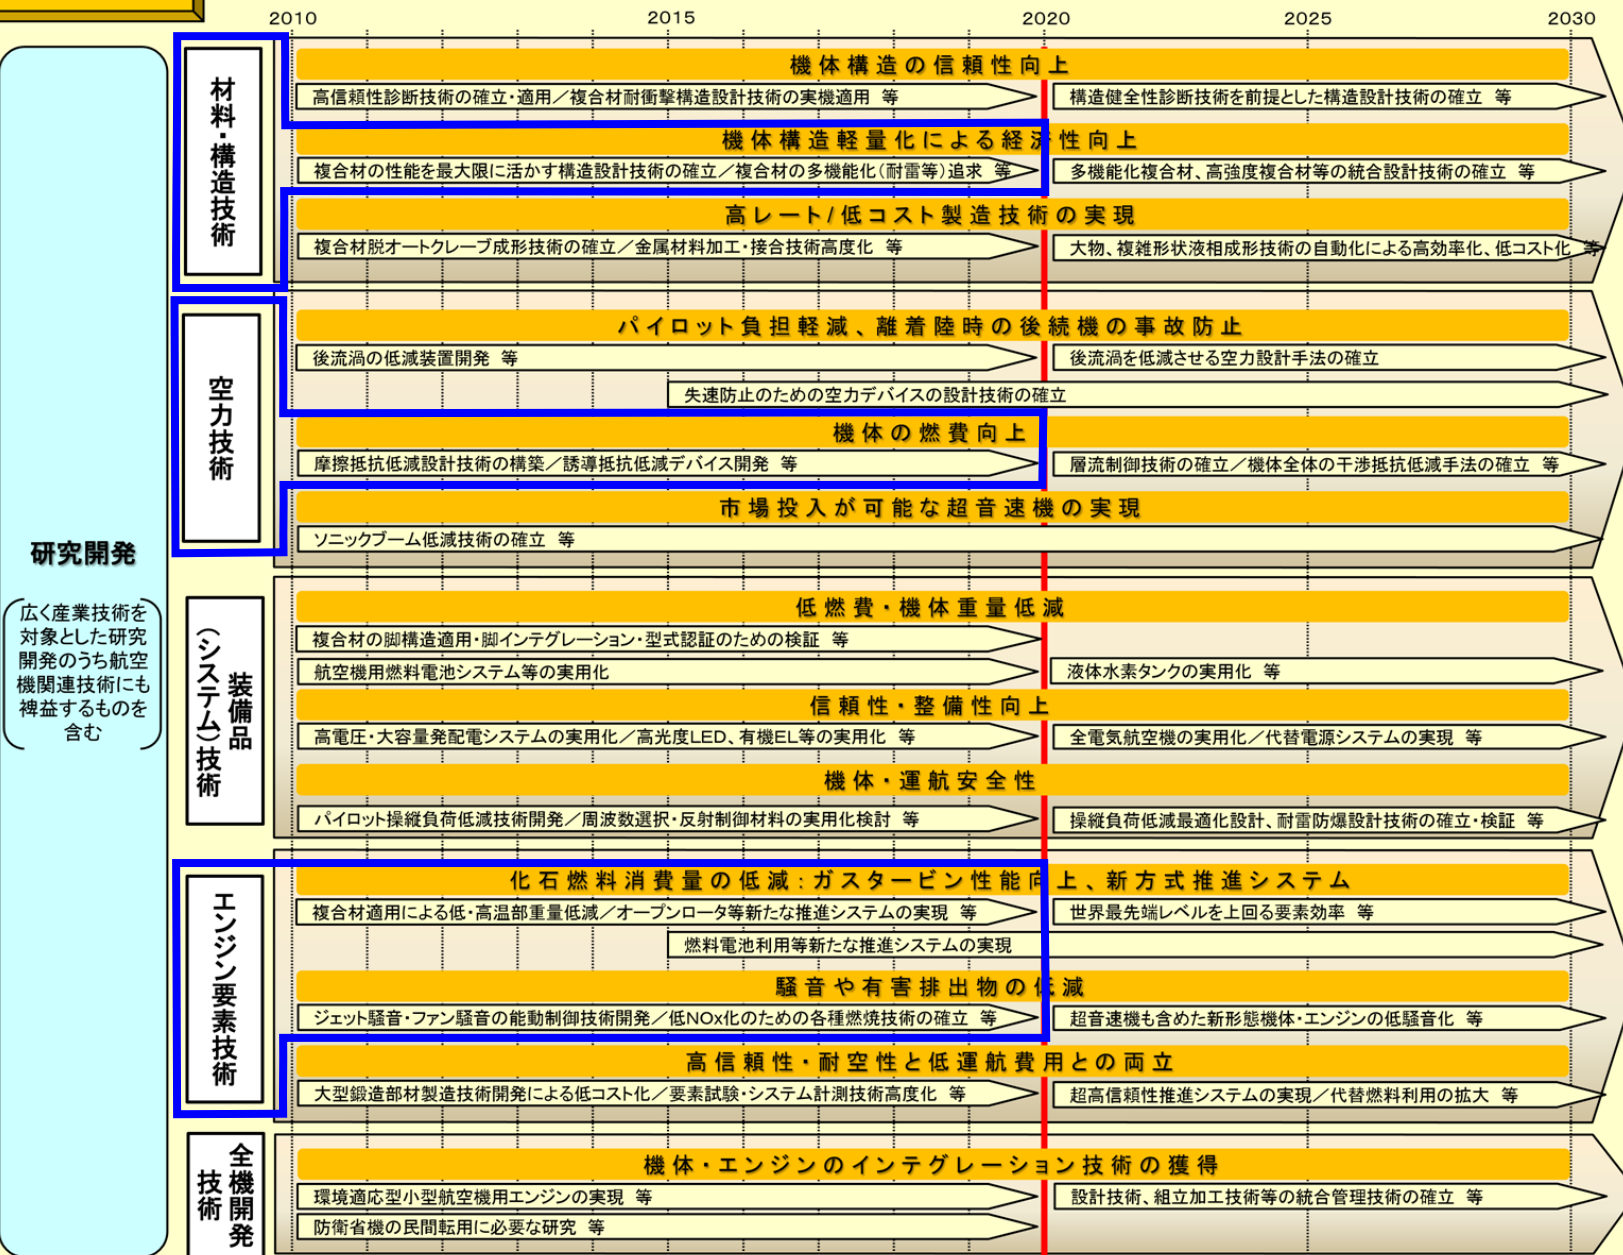 2010 2015 2020 2025 2030
研究開発
広く産業技術を
対象とした研究
開発のうち航空
機関連技術にも
裨益するものを
含む
材料・構造技術
機体構造の信頼性向上
高信頼性診断技術の確立・適用／複合材耐衝撃構造設計技術の実機適用 等
構造健全性診断技術を前提とした構造設計技術の確立 等
機体構造軽量化による経済性向上
複合材の性能を最大限に活かす構造設計技術の確立／複合材の多機能化(耐雷等)追求 等
多機能化複合材、高強度複合材等の統合設計技術の確立 等
高レート/低コスト製造技術の実現
複合材脱オートクレーブ成形技術の確立／金属材料加工・接合技術高度化 等
大物、複雑形状液相成形技術の自動化による高効率化、低コスト化 等
空力技術
パイロット負担軽減、離着陸時の後続機の事故防止
後流渦の低減装置開発 等
後流渦を低減させる空力設計手法の確立
失速防止のための空力デバイスの設計技術の確立
機体の燃費向上
摩擦抵抗低減設計技術の構築／誘導抵抗低減デバイス開発 等
層流制御技術の確立／機体全体の干渉抵抗低減手法の確立 等
市場投入が可能な超音速機の実現
ソニックブーム低減技術の確立 等
装備品
(システム)技術
低燃費・機体重量低減
複合材の脚構造適用・脚インテグレーション・型式認証のための検証 等
航空機用燃料電池システム等の実用化
液体水素タンクの実用化 等
信頼性・整備性向上
高電圧・大容量発配電システムの実用化／高光度LED、有機EL等の実用化 等
全電気航空機の実用化／代替電源システムの実現 等
機体・運航安全性
パイロット操縦負荷低減技術開発／周波数選択・反射制御材料の実用化検討 等
操縦負荷低減最適化設計、耐雷防爆設計技術の確立・検証 等
エンジン要素技術
化石燃料消費量の低減:ガスタービン性能向上、新方式推進システム
複合材適用による低・高温部重量低減／オープンロータ等新たな推進システムの実現 等
世界最先端レベルを上回る要素効率 等
燃料電池利用等新たな推進システムの実現
騒音や有害排出物の低減
ジェット騒音・ファン騒音の能動制御技術開発／低NOx化のための各種燃焼技術の確立 等
超音速機も含めた新形態機体・エンジンの低騒音化 等
高信頼性・耐空性と低運航費用との両立
大型鍛造部材製造技術開発による低コスト化／要素試験・システム計測技術高度化 等
超高信頼性推進システムの実現／代替燃料利用の拡大 等
全機開発
技術
機体・エンジンのインテグレーション技術の獲得
環境適応型小型航空機用エンジンの実現 等
設計技術、組立加工技術等の統合管理技術の確立 等
防衛省機の民間転用に必要な研究 等